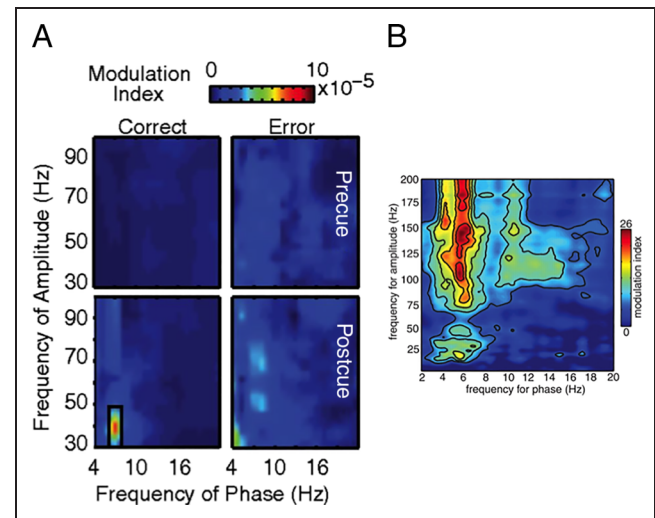 A
B
Modulation Index
0 10
x10⁻⁵
Correct Error
Precue
Postcue
Frequency of Amplitude (Hz)
90
70
50
30
90
70
50
30
4 10 16 4 10 16
Frequency of Phase (Hz)
frequency for amplitude (Hz)
200
175
150
125
100
75
50
25
2 4 6 8 10 12 14 16 18 20
frequency for phase (Hz)
26
0
modulation index